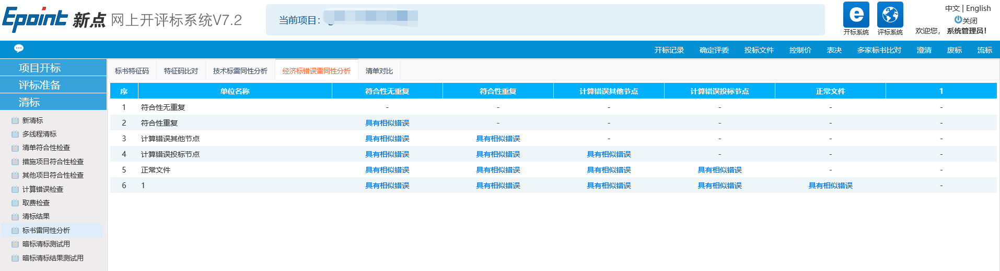 Epoint 新点 网上开评标系统V7.2
当前项目：
开标系统 评标系统
中文 | English
关闭
欢迎您， 系统管理员！
开标记录 确定评委 投标文件 控制价 表决 多家标书比对 澄清 废标 流标
项目开标
评标准备
清标
新清标
多线程清标
清单符合性检查
措施项目符合性检查
其他项目符合性检查
计算错误检查
取费检查
清标结果
标书雷同性分析
暗标清标测试用
暗标清标结果测试用
标书特征码 特征码比对 技术标雷同性分析 经济标错误雷同性分析 清单对比
序 单位名称 符合性无重复 符合性重复 计算错误其他节点 计算错误投标节点 正常文件 1
1 符合性无重复 - - - - - -
2 符合性重复 具有相似错误 - - - - -
3 计算错误其他节点 具有相似错误 具有相似错误 - - - -
4 计算错误投标节点 具有相似错误 具有相似错误 具有相似错误 - - -
5 正常文件 具有相似错误 具有相似错误 具有相似错误 具有相似错误 - -
6 1 具有相似错误 具有相似错误 具有相似错误 具有相似错误 具有相似错误 -